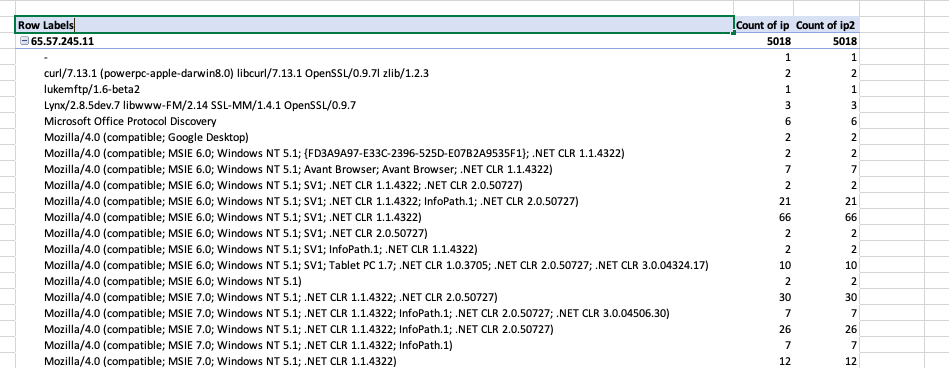 Row Labels Count of ip Count of ip2
65.57.245.11 5018 5018
- 1 1
curl/7.13.1 (powerpc-apple-darwin8.0) libcurl/7.13.1 OpenSSL/0.9.7l zlib/1.2.3 2 2
lukemftp/1.6-beta2 1 1
Lynx/2.8.5dev.7 libwww-FM/2.14 SSL-MM/1.4.1 OpenSSL/0.9.7 3 3
Microsoft Office Protocol Discovery 6 6
Mozilla/4.0 (compatible; Google Desktop) 2 2
Mozilla/4.0 (compatible; MSIE 6.0; Windows NT 5.1; {FD3A9A97-E33C-2396-525D-E07B2A9535F1}; .NET CLR 1.1.4322) 2 2
Mozilla/4.0 (compatible; MSIE 6.0; Windows NT 5.1; Avant Browser; Avant Browser; .NET CLR 1.1.4322) 7 7
Mozilla/4.0 (compatible; MSIE 6.0; Windows NT 5.1; SV1; .NET CLR 1.1.4322; .NET CLR 2.0.50727) 2 2
Mozilla/4.0 (compatible; MSIE 6.0; Windows NT 5.1; SV1; .NET CLR 1.1.4322; InfoPath.1; .NET CLR 2.0.50727) 21 21
Mozilla/4.0 (compatible; MSIE 6.0; Windows NT 5.1; SV1; .NET CLR 1.1.4322) 66 66
Mozilla/4.0 (compatible; MSIE 6.0; Windows NT 5.1; SV1; .NET CLR 2.0.50727) 2 2
Mozilla/4.0 (compatible; MSIE 6.0; Windows NT 5.1; SV1; InfoPath.1; .NET CLR 1.1.4322) 2 2
Mozilla/4.0 (compatible; MSIE 6.0; Windows NT 5.1; SV1; Tablet PC 1.7; .NET CLR 1.0.3705; .NET CLR 2.0.50727; .NET CLR 3.0.04324.17) 10 10
Mozilla/4.0 (compatible; MSIE 6.0; Windows NT 5.1) 2 2
Mozilla/4.0 (compatible; MSIE 7.0; Windows NT 5.1; .NET CLR 1.1.4322; .NET CLR 2.0.50727) 30 30
Mozilla/4.0 (compatible; MSIE 7.0; Windows NT 5.1; .NET CLR 1.1.4322; InfoPath.1; .NET CLR 2.0.50727; .NET CLR 3.0.04506.30) 7 7
Mozilla/4.0 (compatible; MSIE 7.0; Windows NT 5.1; .NET CLR 1.1.4322; InfoPath.1; .NET CLR 2.0.50727) 26 26
Mozilla/4.0 (compatible; MSIE 7.0; Windows NT 5.1; .NET CLR 1.1.4322; InfoPath.1) 7 7
Mozilla/4.0 (compatible; MSIE 7.0; Windows NT 5.1; .NET CLR 1.1.4322) 12 12